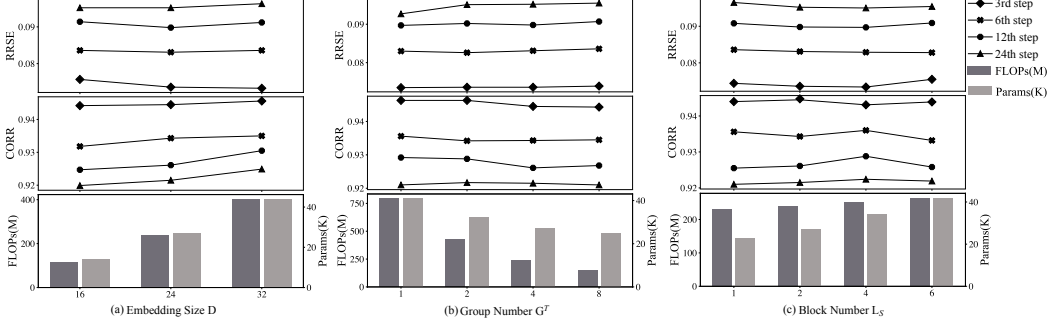 3rd step
6th step
12th step
24th step
FLOPs(M)
Params(K)
RRSE
0.09
0.08
CORR
0.94
0.93
0.92
FLOPs(M)
400
200
0
Params(K)
40
20
0
16 24 32
(a) Embedding Size D
RRSE
0.09
0.08
CORR
0.94
0.93
0.92
FLOPs(M)
750
500
250
0
Params(K)
40
20
0
1 2 4 8
(b) Group Number G^T
RRSE
0.09
0.08
CORR
0.94
0.93
0.92
FLOPs(M)
200
100
0
Params(K)
40
20
0
1 2 4 6
(c) Block Number L_S